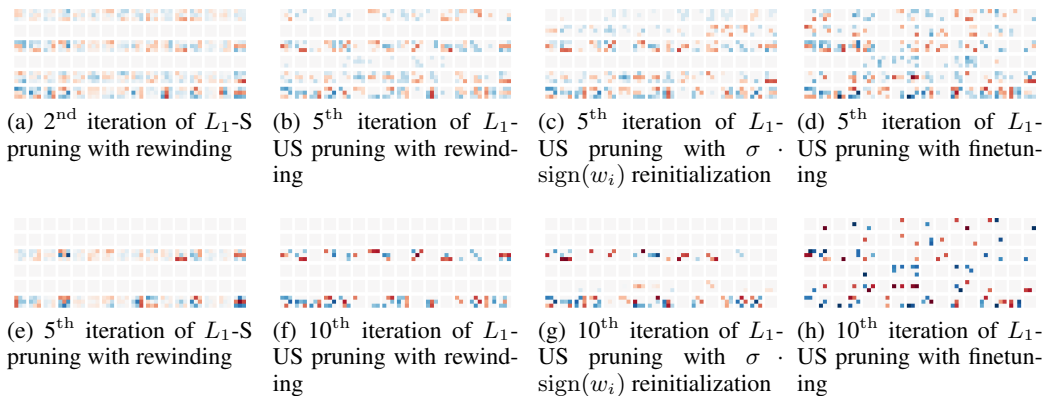 (a) 2nd iteration of L1-S
pruning with rewinding
(b) 5th iteration of L1-
US pruning with rewind-
ing
(c) 5th iteration of L1-
US pruning with σ ·
sign(wi) reinitialization
(d) 5th iteration of L1-
US pruning with finetun-
ing
(e) 5th iteration of L1-S
pruning with rewinding
(f) 10th iteration of L1-
US pruning with rewind-
ing
(g) 10th iteration of L1-
US pruning with σ ·
sign(wi) reinitialization
(h) 10th iteration of L1-
US pruning with finetun-
ing